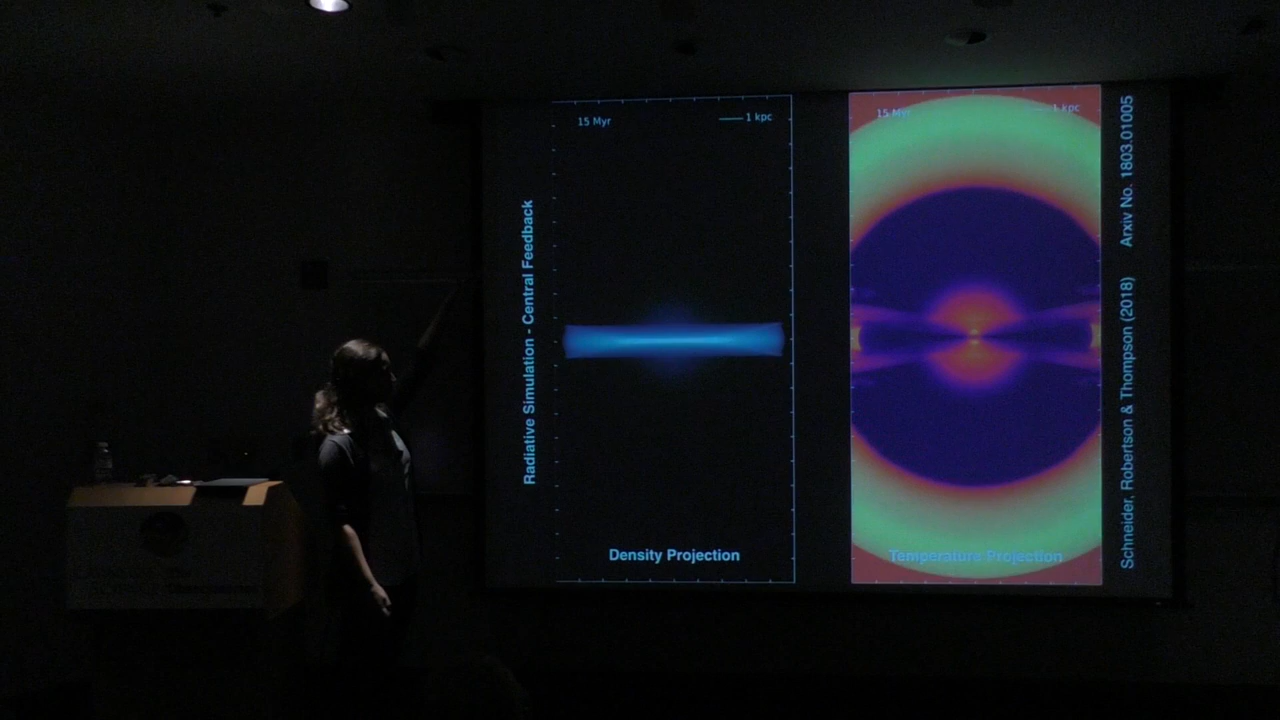 Radiative Simulation - Central Feedback
15 Myr
1 kpc
Density Projection
15 Myr
1 kpc
Temperature Projection
Schneider, Robertson & Thompson (2018)
Arxiv No. 1803.01005